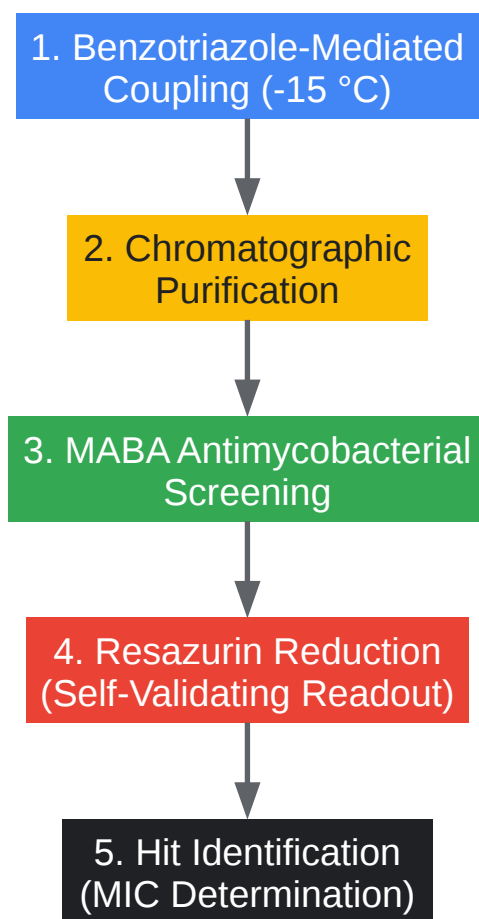 1. Benzotriazole-Mediated
Coupling (-15 °C)
2. Chromatographic
Purification
3. MABA Antimycobacterial
Screening
4. Resazurin Reduction
(Self-Validating Readout)
5. Hit Identification
(MIC Determination)